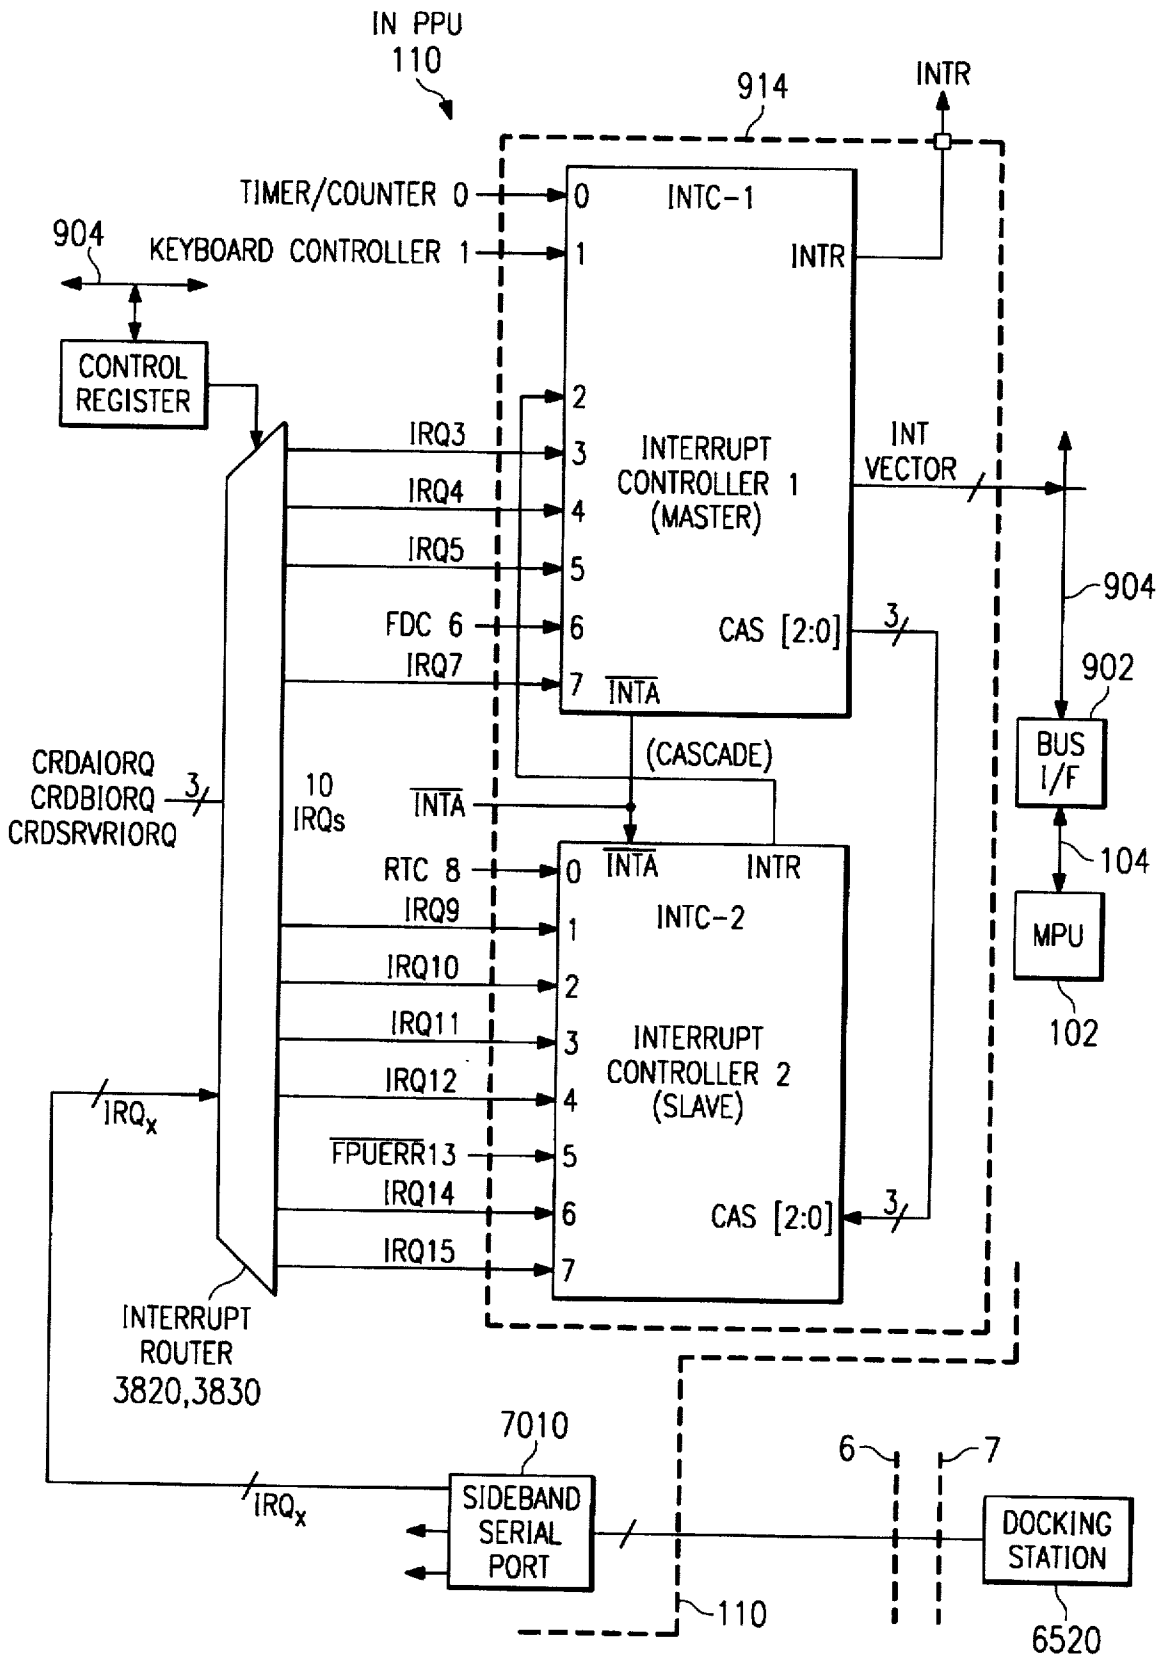 IN PPU
110
914
INTR
TIMER/COUNTER 0
0
INTC-1
904
KEYBOARD CONTROLLER 1
1
INTR
CONTROL
REGISTER
2
IRQ3
3
INTERRUPT
CONTROLLER 1
(MASTER)
INT
VECTOR
IRQ4
4
IRQ5
5
904
FDC 6
6
CAS [2:0]
3
IRQ7
7
INTA
902
BUS
I/F
(CASCADE)
CRDAIORQ
CRDBIORQ
CRDSRVRIORQ
3
10
IRQs
INTA
104
RTC 8
0
INTA
INTR
IRQ9
1
INTC-2
MPU
102
IRQ10
2
IRQ11
3
INTERRUPT
CONTROLLER 2
(SLAVE)
IRQ12
4
IRQx
FPUERR13
5
IRQ14
6
CAS [2:0]
3
IRQ15
7
INTERRUPT
ROUTER
3820,3830
7010
6
7
IRQx
SIDEBAND
SERIAL
PORT
DOCKING
STATION
110
6520